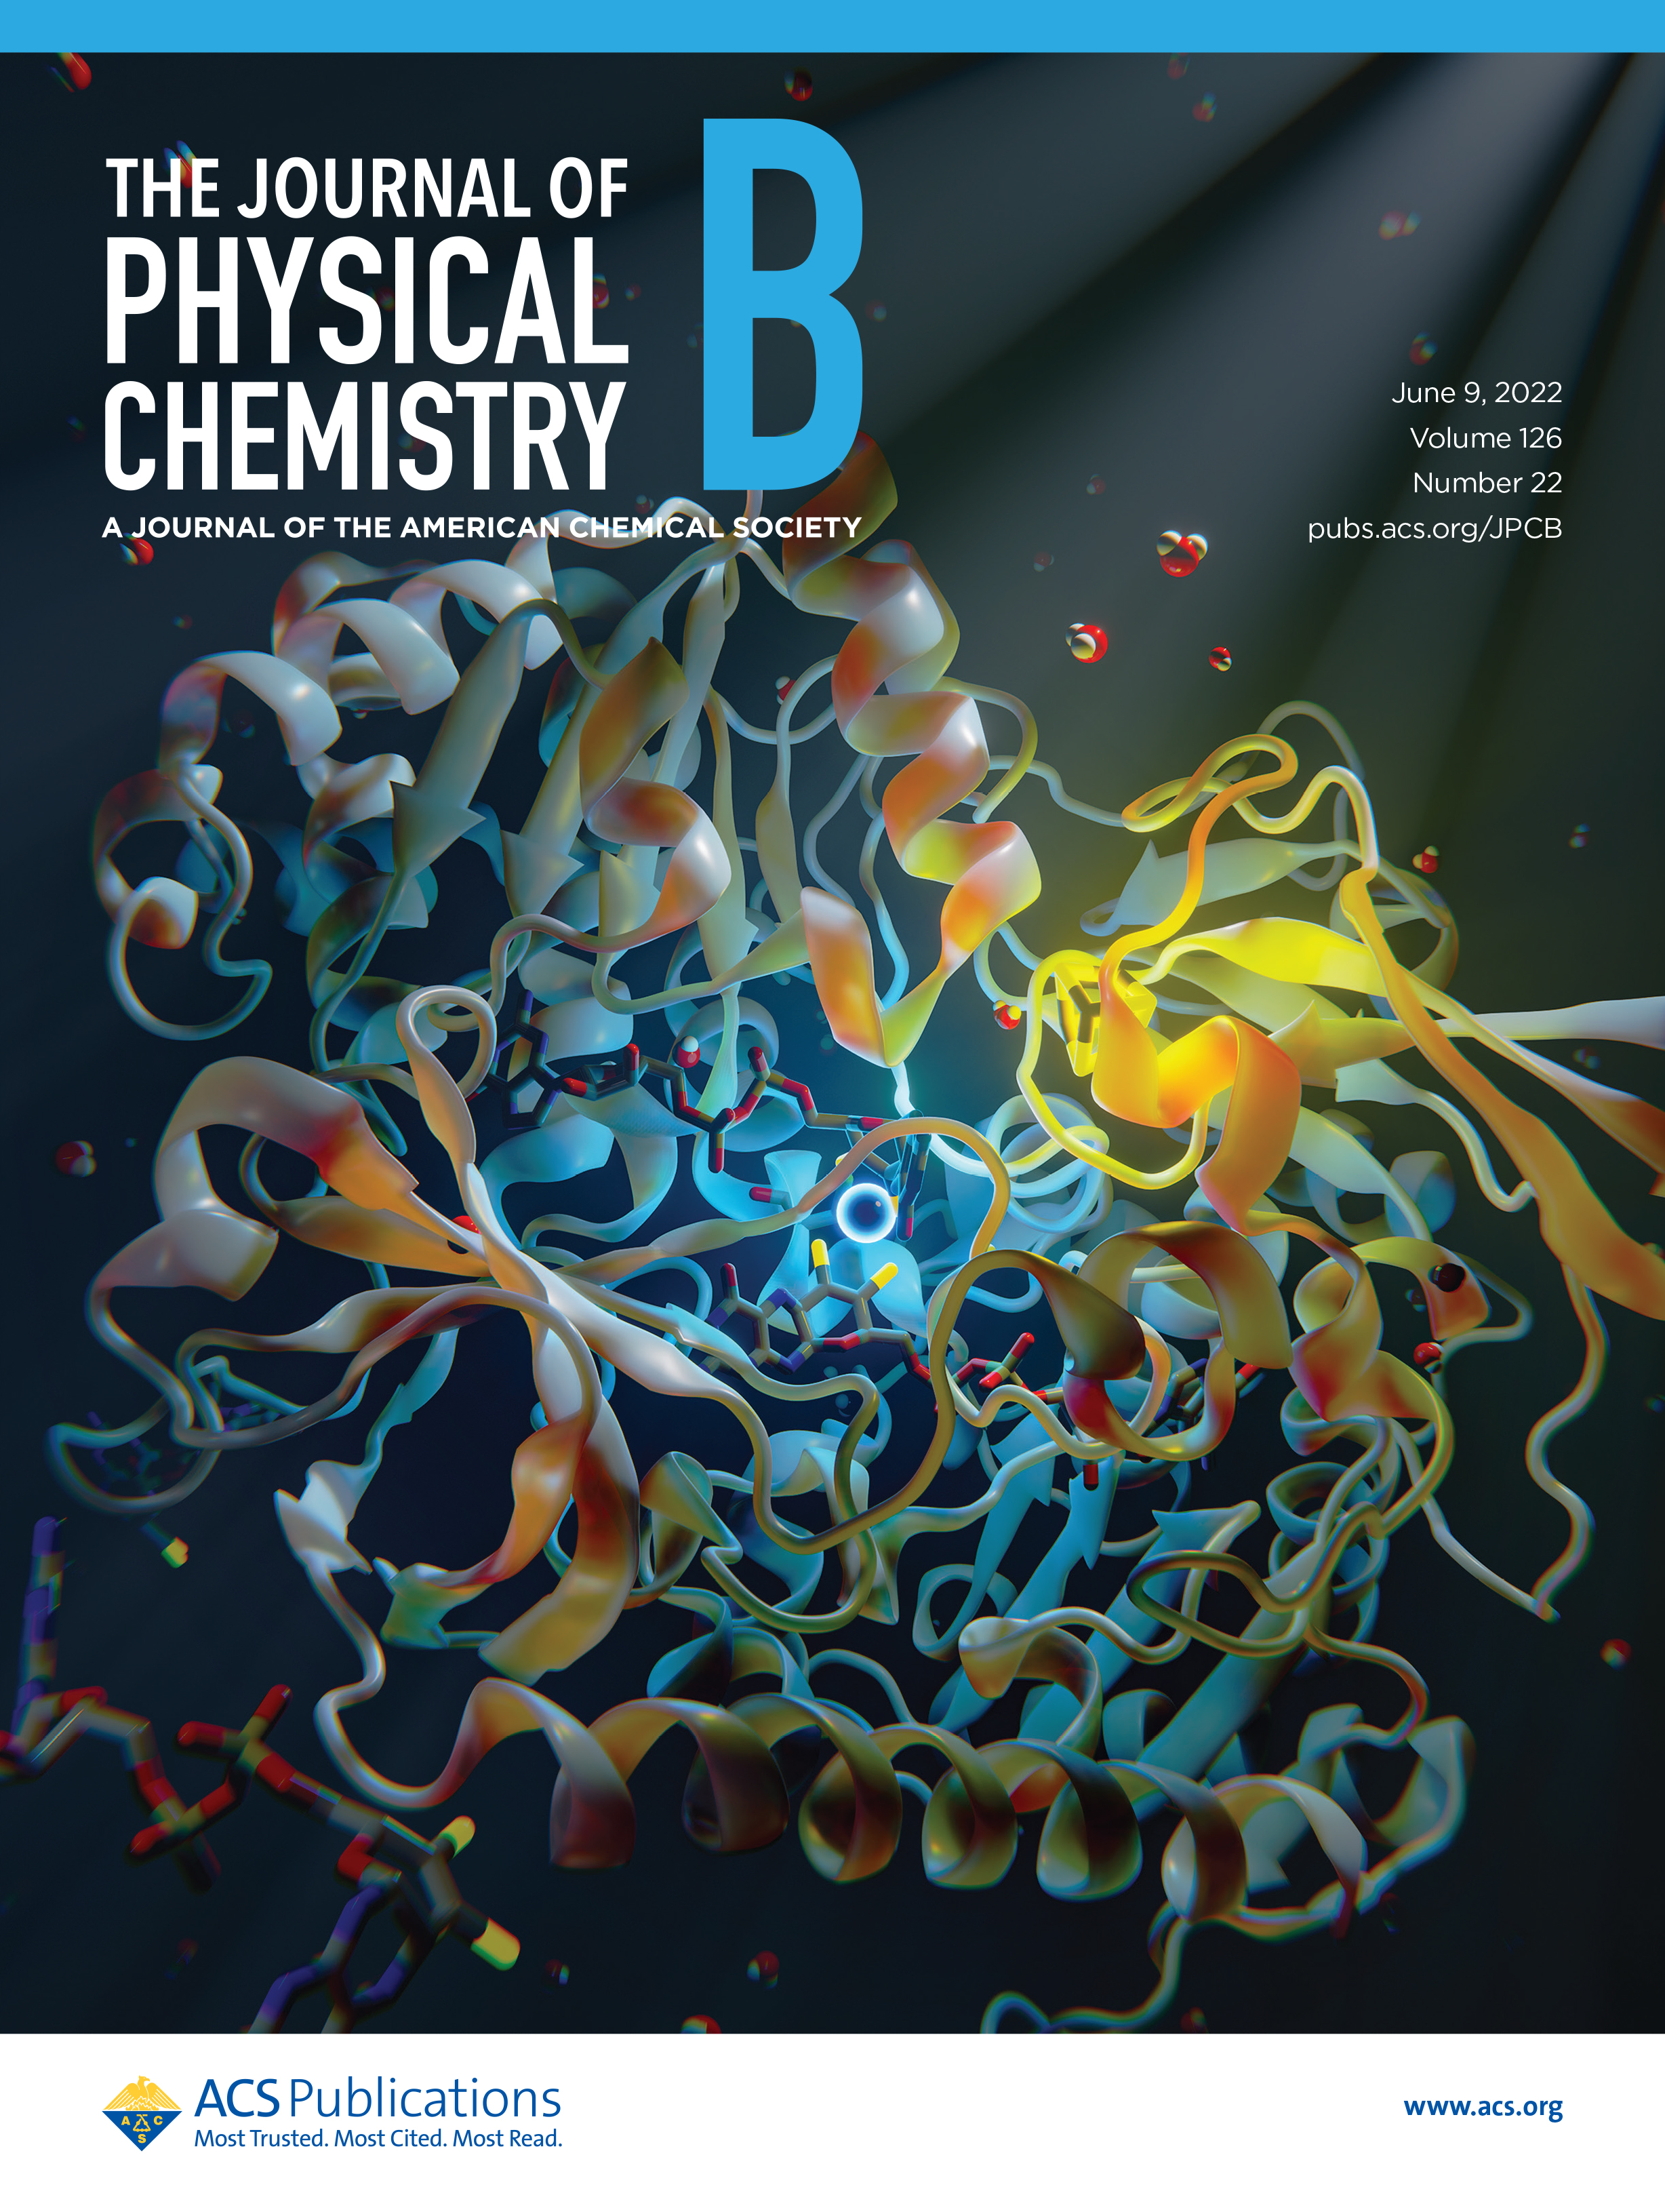 THE JOURNAL OF
PHYSICAL
CHEMISTRY
B
A JOURNAL OF THE AMERICAN CHEMICAL SOCIETY
June 9, 2022
Volume 126
Number 22
pubs.acs.org/JPCB
A C S
ACS Publications
Most Trusted. Most Cited. Most Read.
www.acs.org